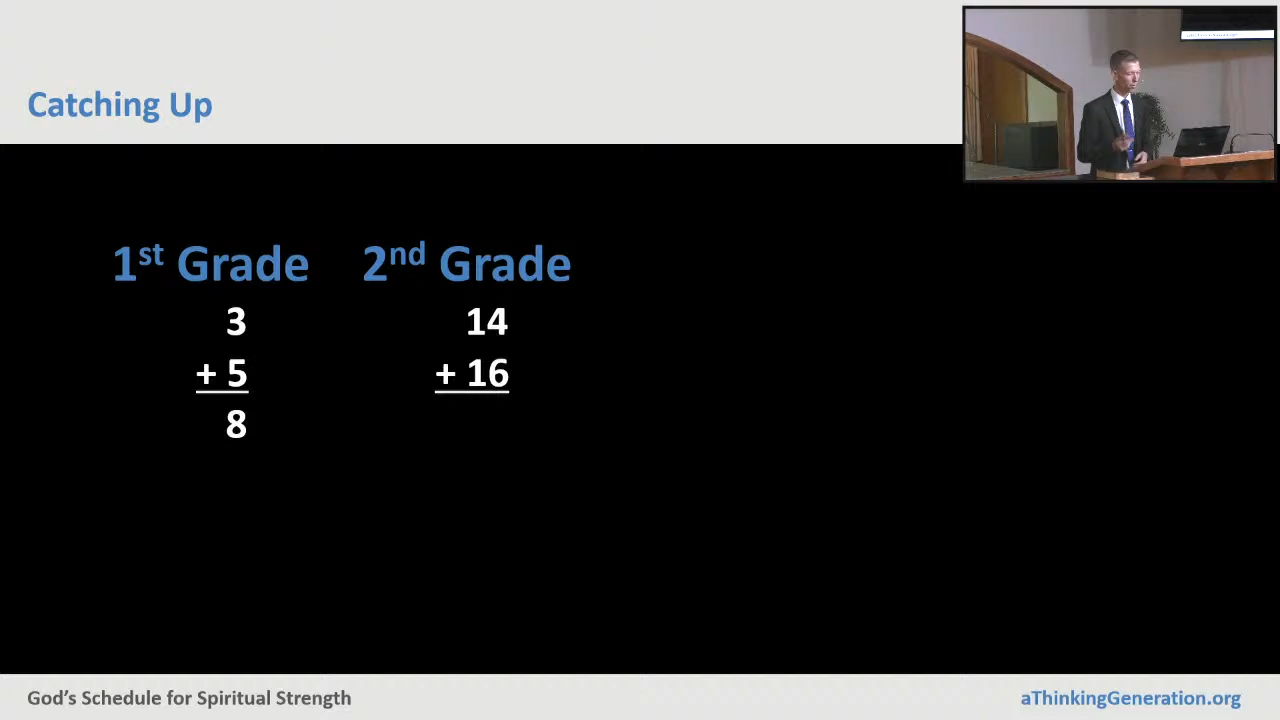 Catching Up
1st Grade
3
+ 5
8
2nd Grade
14
+ 16
God's Schedule for Spiritual Strength
aThinkingGeneration.org